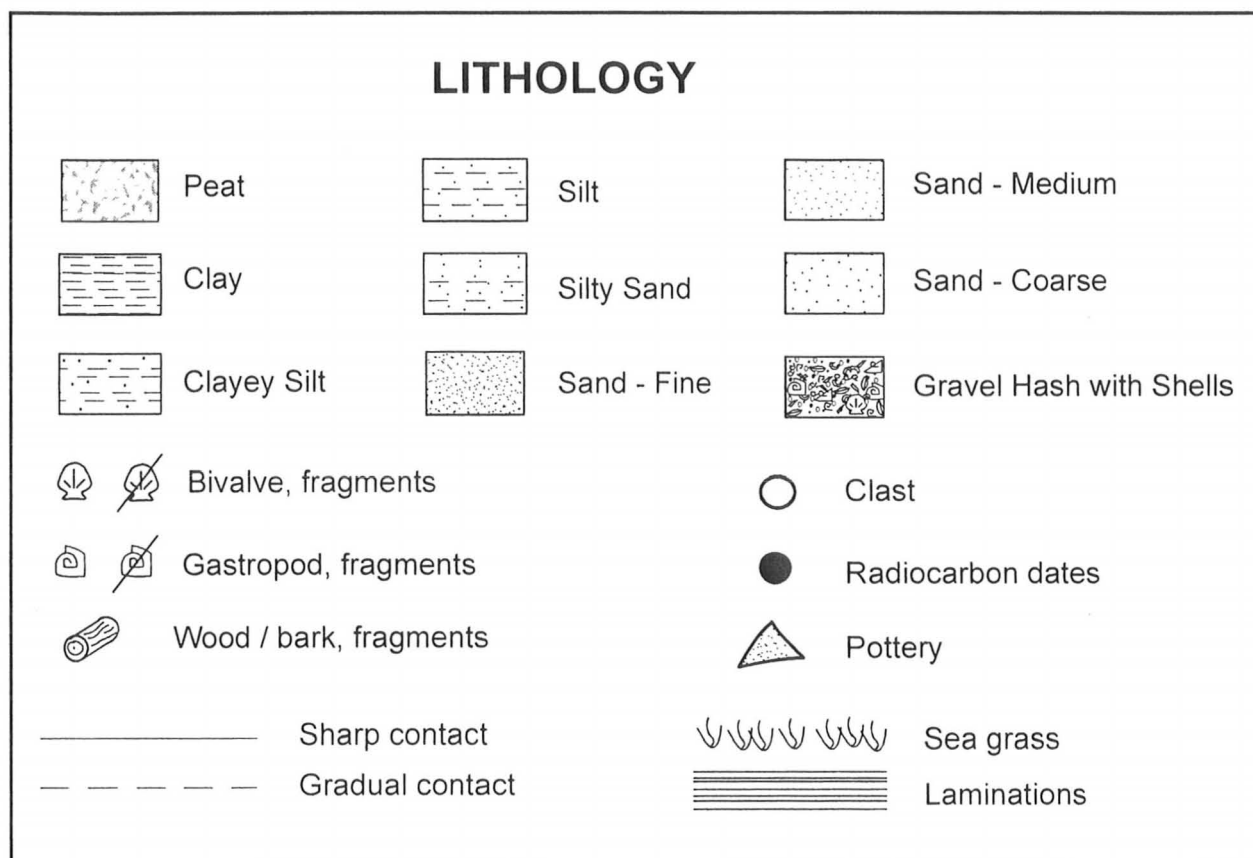 LITHOLOGY
Peat
Silt
Sand - Medium
Clay
Silty Sand
Sand - Coarse
Clayey Silt
Sand - Fine
Gravel Hash with Shells
Bivalve, fragments
Clast
Gastropod, fragments
Radiocarbon dates
Wood / bark, fragments
Pottery
Sharp contact
Sea grass
Gradual contact
Laminations